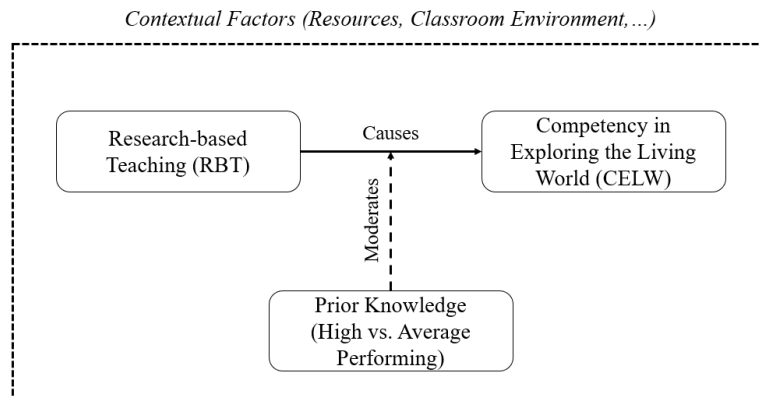 Contextual Factors (Resources, Classroom Environment,…)
Research-based
Teaching (RBT)
Causes
Competency in
Exploring the Living
World (CELW)
Moderates
Prior Knowledge
(High vs. Average
Performing)